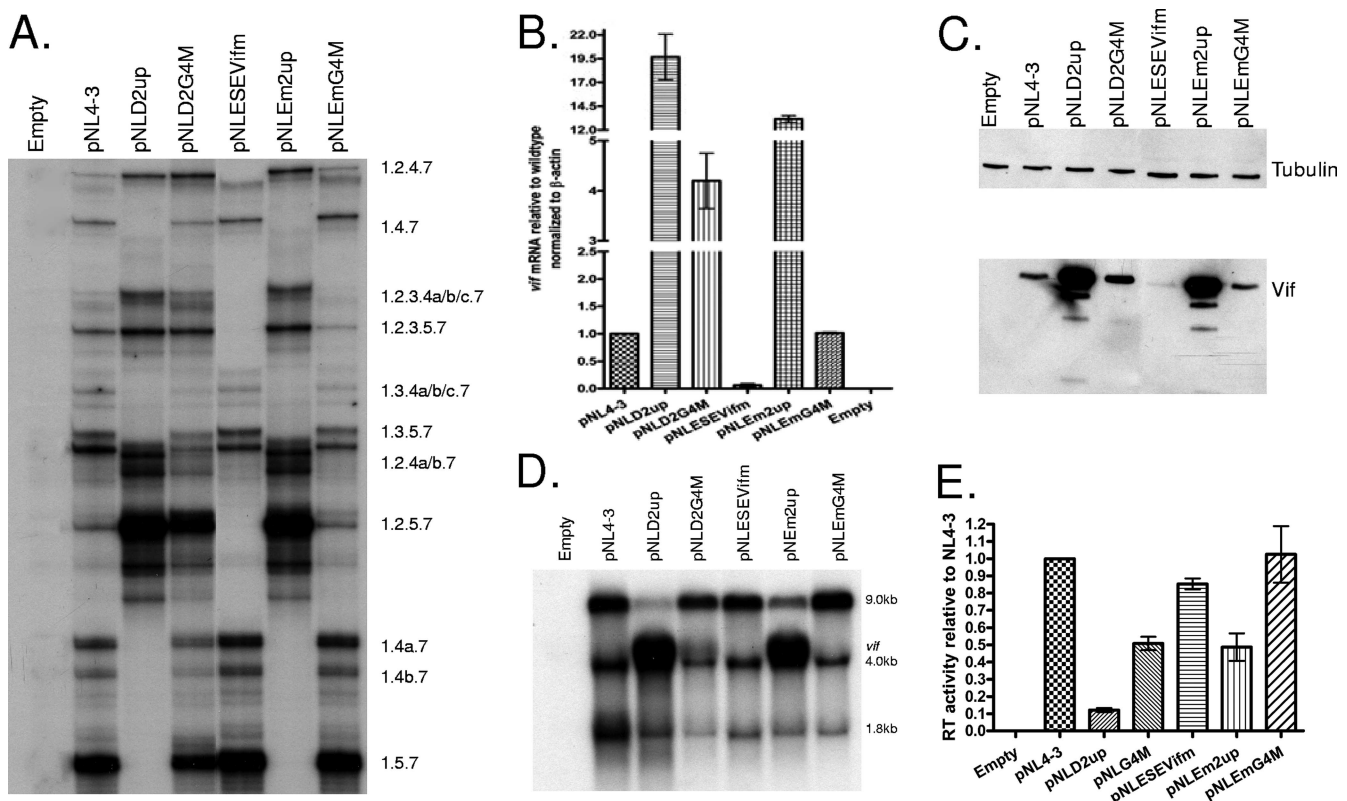 A.
Empty
pNL4-3
pNLD2up
pNLD2G4M
pNLESEVifm
pNLEm2up
pNLEmG4M
1.2.4.7
1.4.7
1.2.3.4a/b/c.7
1.2.3.5.7
1.3.4a/b/c.7
1.3.5.7
1.2.4a/b.7
1.2.5.7
1.4a.7
1.4b.7
1.5.7
B.
vif mRNA relative to wildtype
normalized to β-actin
22.0
19.5
17.0
14.5
12.0
5
4
3
2.5
2.0
1.5
1.0
0.5
0.0
pNL4-3
pNLD2up
pNLD2G4M
pNLESEVifm
pNLEm2up
pNLEmG4M
Empty
C.
Empty
pNL4-3
pNLD2up
pNLD2G4M
pNLESEVifm
pNLEm2up
pNLEmG4M
Tubulin
Vif
D.
Empty
pNL4-3
pNLD2up
pNLD2G4M
pNLESEVifm
pNEm2up
pNLEmG4M
9.0kb
vif
4.0kb
1.8kb
E.
RT activity relative to NL4-3
1.2
1.1
1.0
0.9
0.8
0.7
0.6
0.5
0.4
0.3
0.2
0.1
0.0
Empty
pNL4-3
pNLD2up
pNLG4M
pNLESEVifm
pNLEm2up
pNLEmG4M